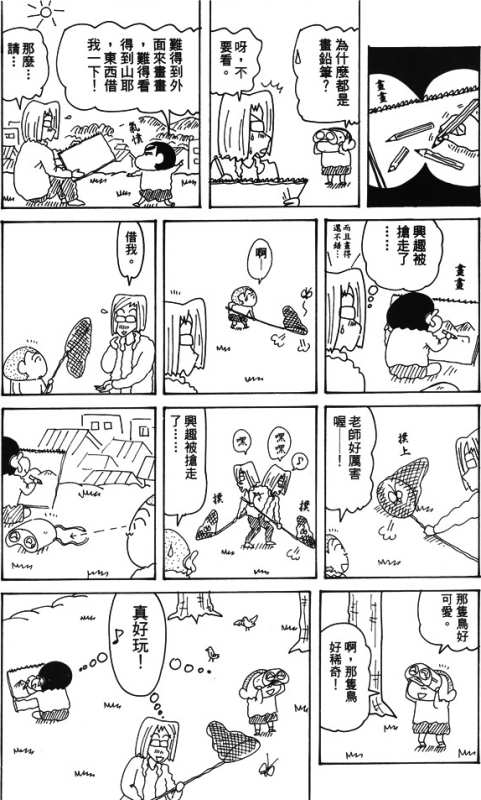 畫
畫
為什麼都是
畫鉛筆?
呀,不
要看。
難得到外
面來畫畫
,難得看
得到山耶
,東西借
我一下!
氣憤
那麼…
請…
畫
畫
興趣被
搶走了
……
而且畫得
還不錯…
啊——
借我。
撲上
老師好厲害
喔——!
嘿嘿
嘿
撲
撲
興趣被搶走
了……
那隻鳥好
可愛。
啊,那隻鳥
好稀奇!
真好玩!